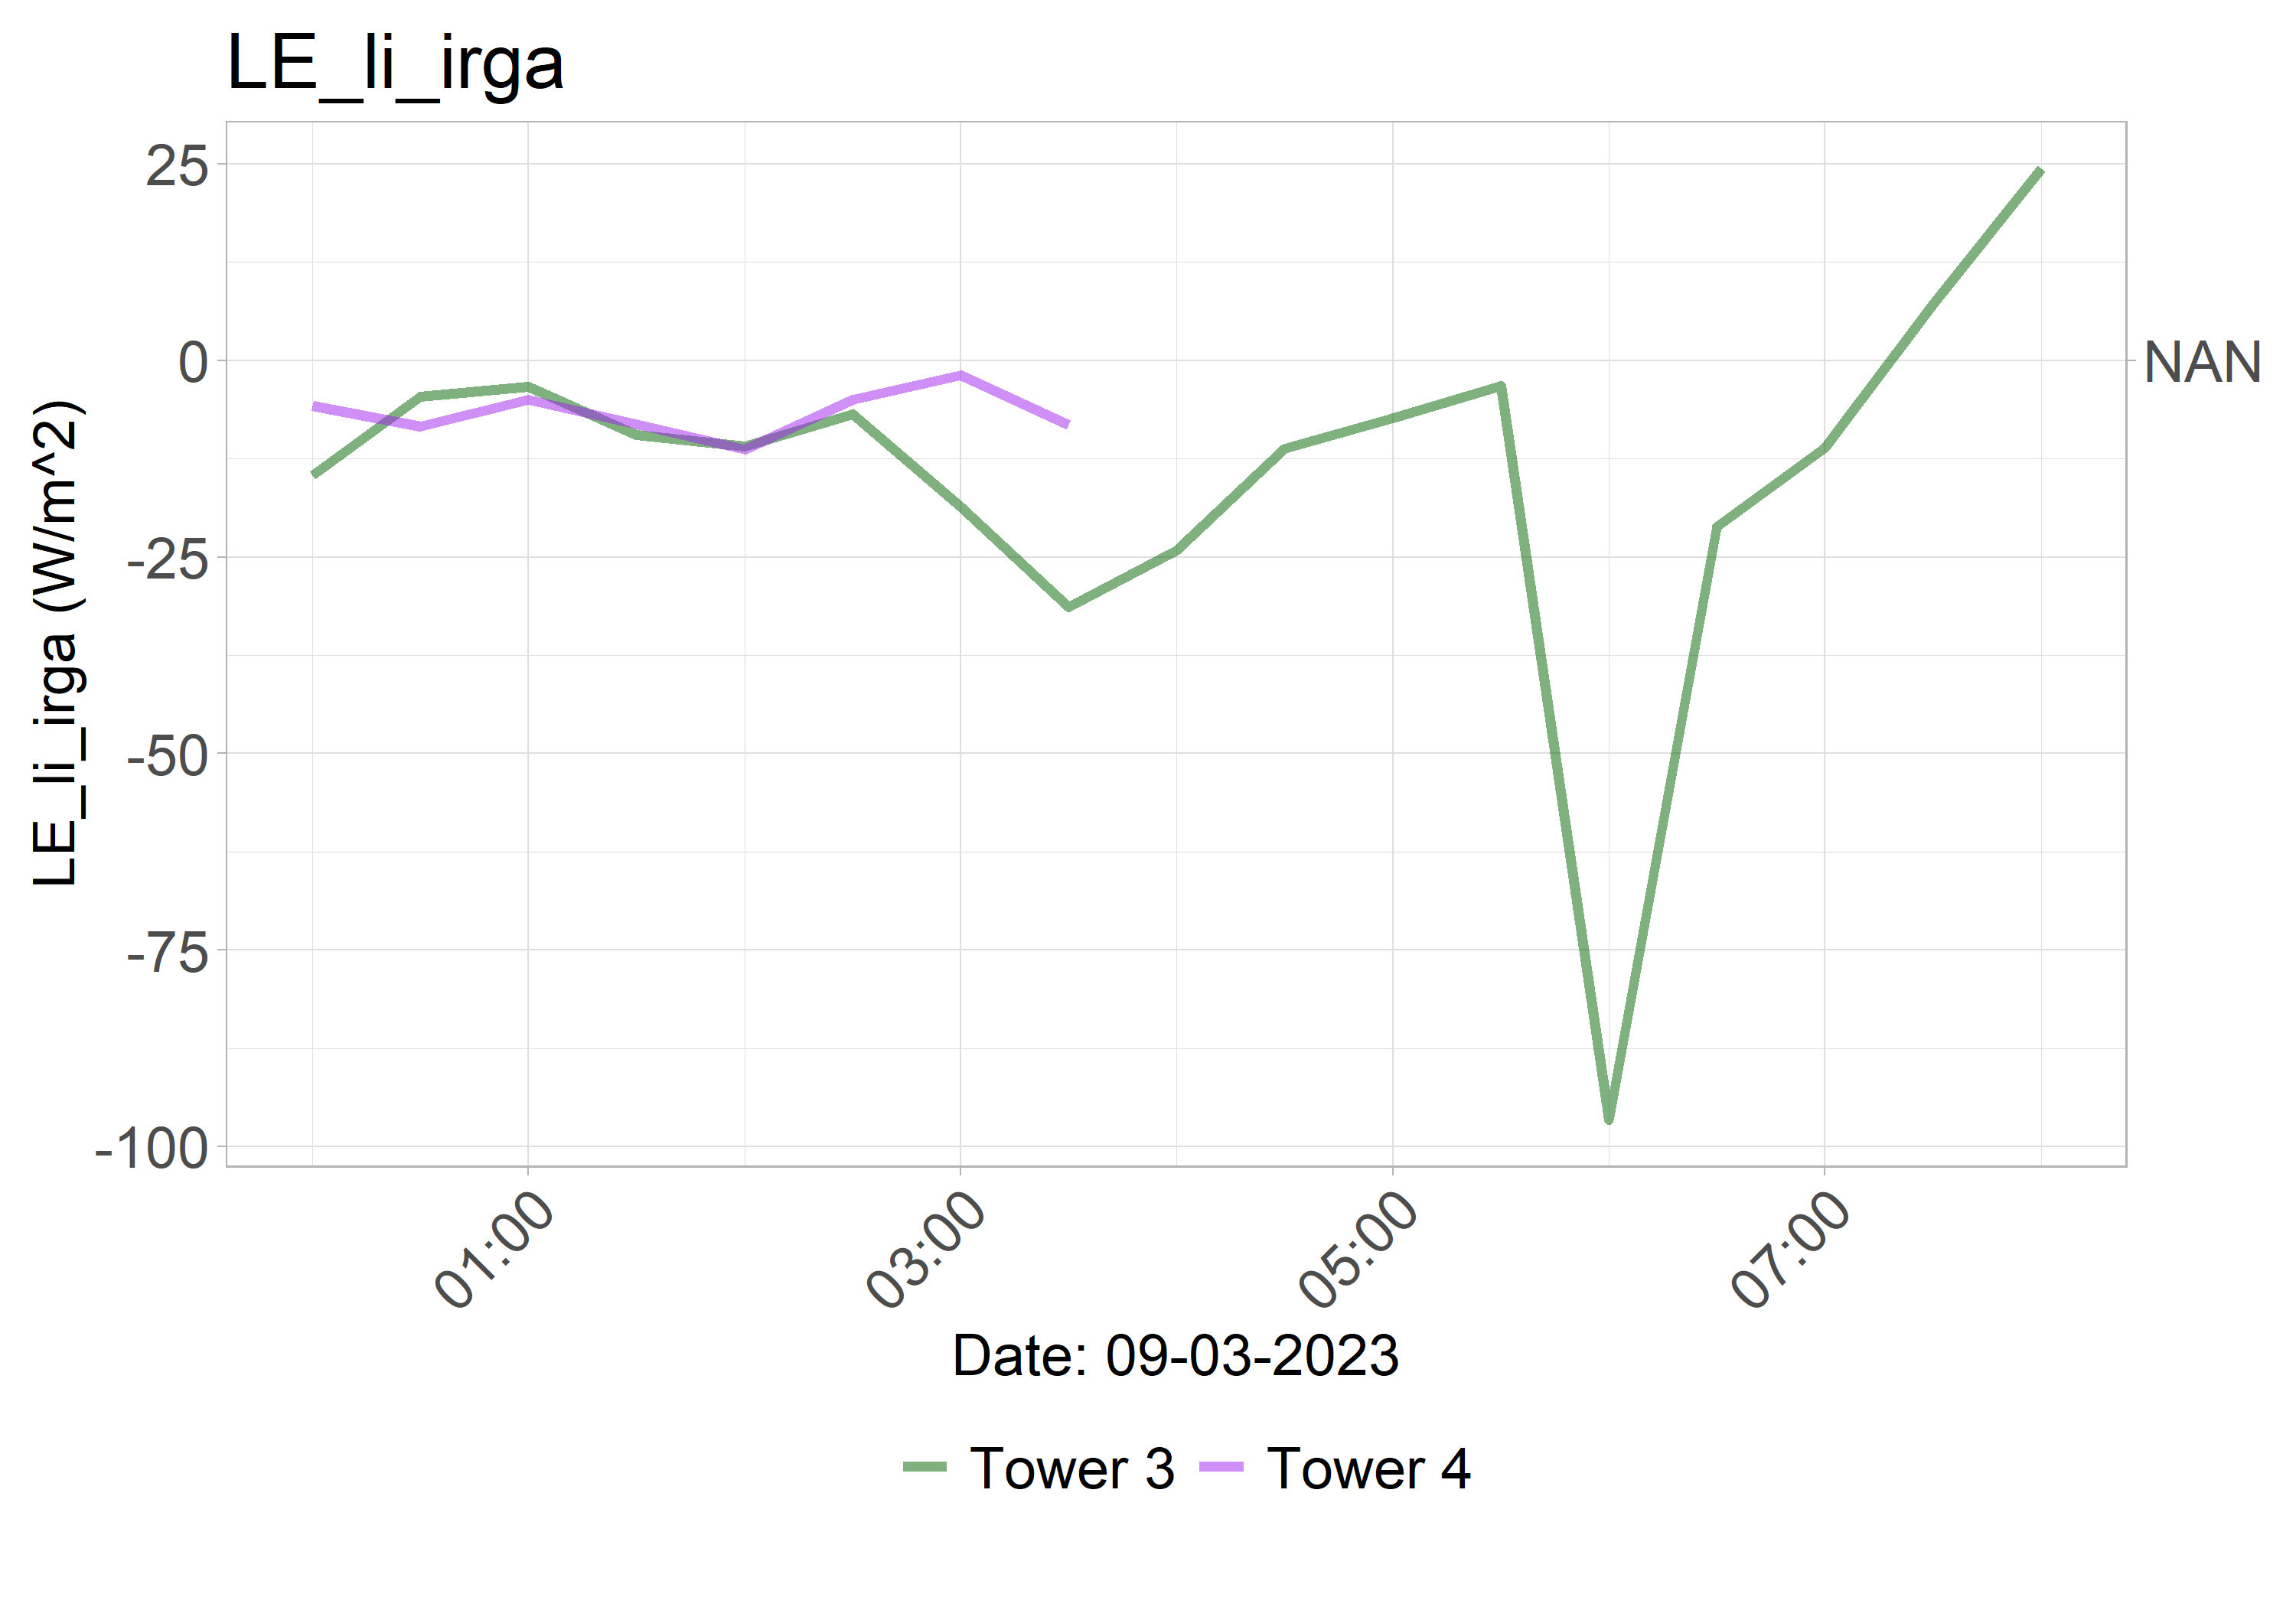 LE_li_irga
LE_li_irga (W/m^2)
25
0
-25
-50
-75
-100
NAN
01:00
03:00
05:00
07:00
Date: 09-03-2023
Tower 3
Tower 4